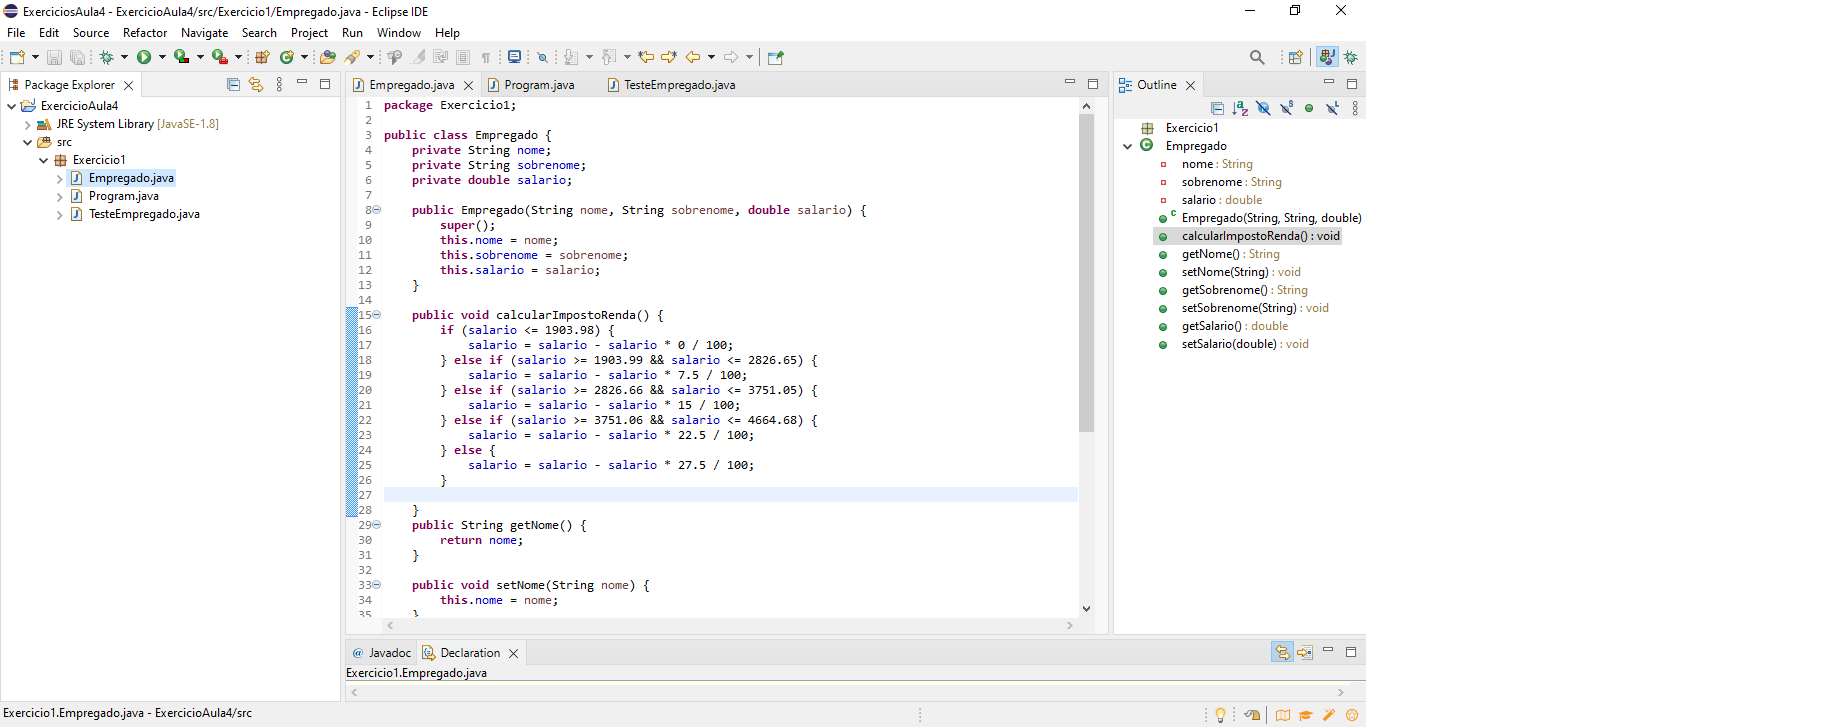 ExerciciosAula4 - ExercicioAula4/src/Exercicio1/Empregado.java - Eclipse IDE
File Edit Source Refactor Navigate Search Project Run Window Help
Package Explorer
ExercicioAula4
JRE System Library [JavaSE-1.8]
src
Exercicio1
Empregado.java
Program.java
TesteEmpregado.java
Empregado.java Program.java TesteEmpregado.java
1 package Exercicio1;
2
3 public class Empregado {
4 private String nome;
5 private String sobrenome;
6 private double salario;
7
8 public Empregado(String nome, String sobrenome, double salario) {
9 super();
10 this.nome = nome;
11 this.sobrenome = sobrenome;
12 this.salario = salario;
13 }
14
15 public void calcularImpostoRenda() {
16 if (salario <= 1903.98) {
17 salario = salario - salario * 0 / 100;
18 } else if (salario >= 1903.99 && salario <= 2826.65) {
19 salario = salario - salario * 7.5 / 100;
20 } else if (salario >= 2826.66 && salario <= 3751.05) {
21 salario = salario - salario * 15 / 100;
22 } else if (salario >= 3751.06 && salario <= 4664.68) {
23 salario = salario - salario * 22.5 / 100;
24 } else {
25 salario = salario - salario * 27.5 / 100;
26 }
27
28 }
29 public String getNome() {
30 return nome;
31 }
32
33 public void setNome(String nome) {
34 this.nome = nome;
35 }
Outline
Exercicio1
Empregado
nome : String
sobrenome : String
salario : double
Empregado(String, String, double)
calcularImpostoRenda() : void
getNome() : String
setNome(String) : void
getSobrenome() : String
setSobrenome(String) : void
getSalario() : double
setSalario(double) : void
@ Javadoc Declaration
Exercicio1.Empregado.java
Exercicio1.Empregado.java - ExercicioAula4/src